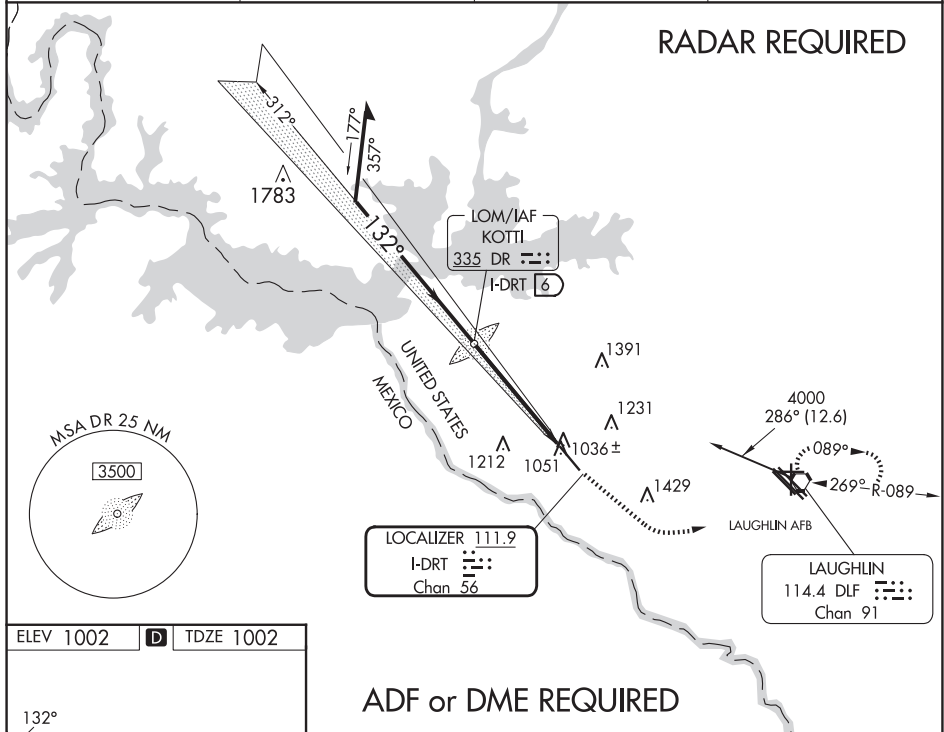 RADAR REQUIRED
312°
177°
357°
1783
132°
LOM/IAF
KOTTI
335 DR
I-DRT 6
UNITED STATES
MEXICO
1391
1231
1212
1051
1036±
1429
4000
286° (12.6)
089°
269°
R-089
LAUGHLIN AFB
MSA DR 25 NM
3500
LOCALIZER 111.9
I-DRT
Chan 56
LAUGHLIN
114.4 DLF
Chan 91
ELEV 1002 D TDZE 1002
132°
ADF or DME REQUIRED